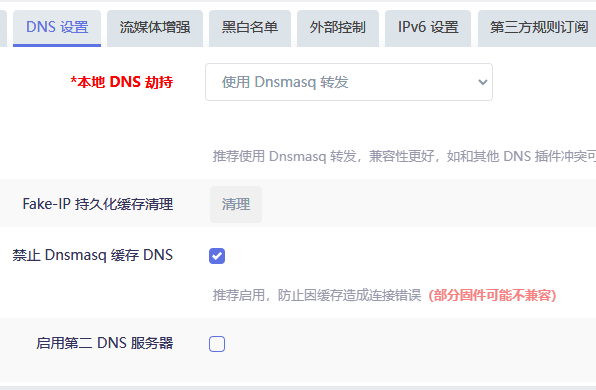 DNS 设置 流媒体增强 黑白名单 外部控制 IPv6 设置 第三方规则订阅
*本地 DNS 劫持 使用 Dnsmasq 转发
推荐使用 Dnsmasq 转发，兼容性更好，如和其他 DNS 插件冲突可
Fake-IP 持久化缓存清理 清理
禁止 Dnsmasq 缓存 DNS
推荐启用，防止因缓存造成连接错误（部分固件可能不兼容）
启用第二 DNS 服务器